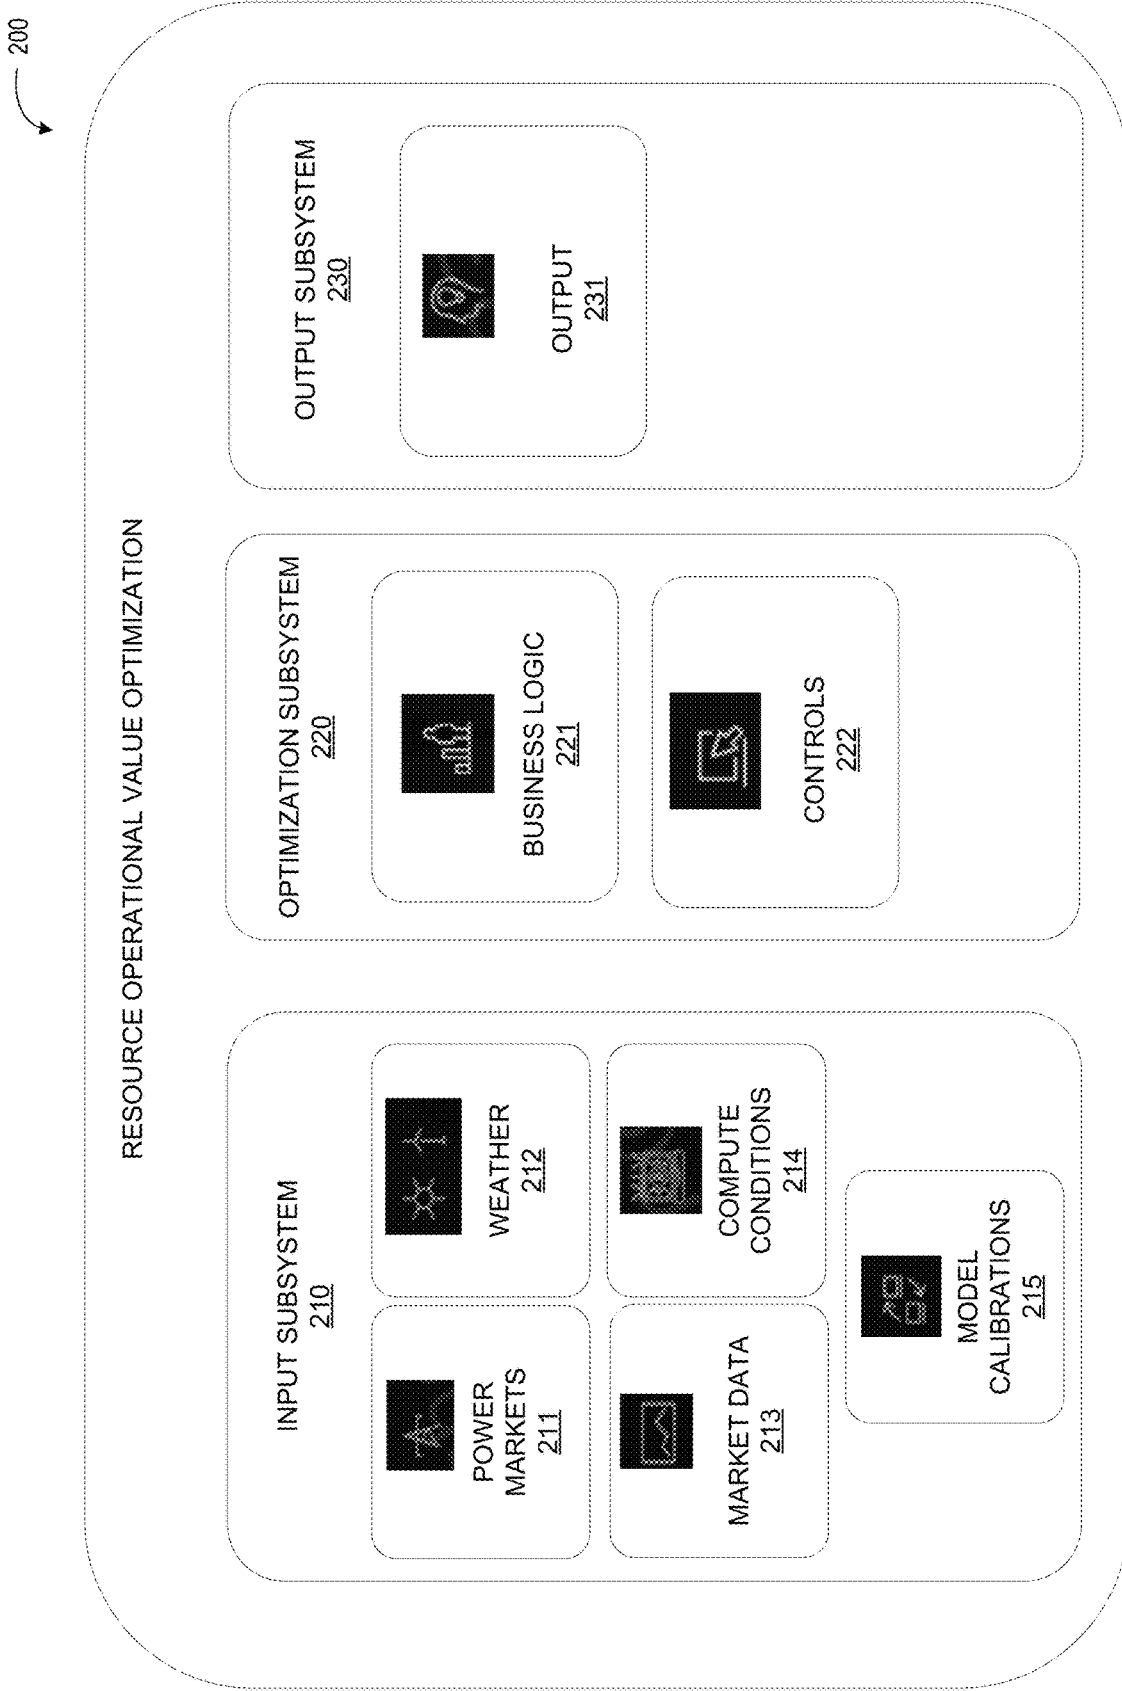 200
RESOURCE OPERATIONAL VALUE OPTIMIZATION
INPUT SUBSYSTEM
210
POWER
MARKETS
211
WEATHER
212
MARKET DATA
213
COMPUTE
CONDITIONS
214
MODEL
CALIBRATIONS
215
OPTIMIZATION SUBSYSTEM
220
BUSINESS LOGIC
221
CONTROLS
222
OUTPUT SUBSYSTEM
230
OUTPUT
231